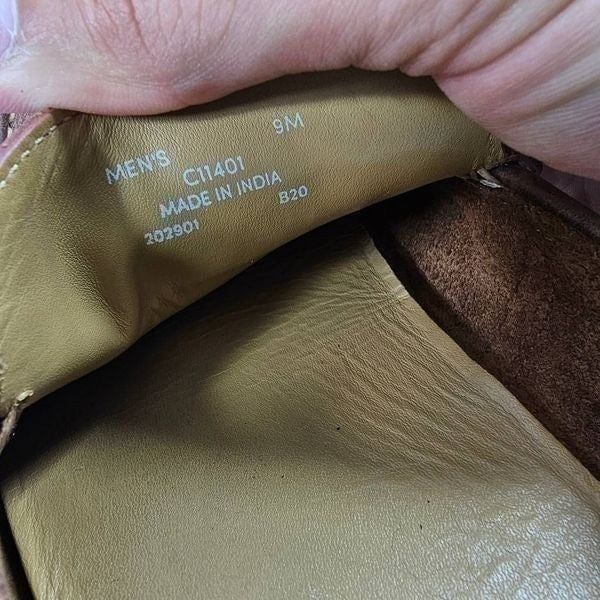 MEN'S 9M
C11401
MADE IN INDIA
202901 B20